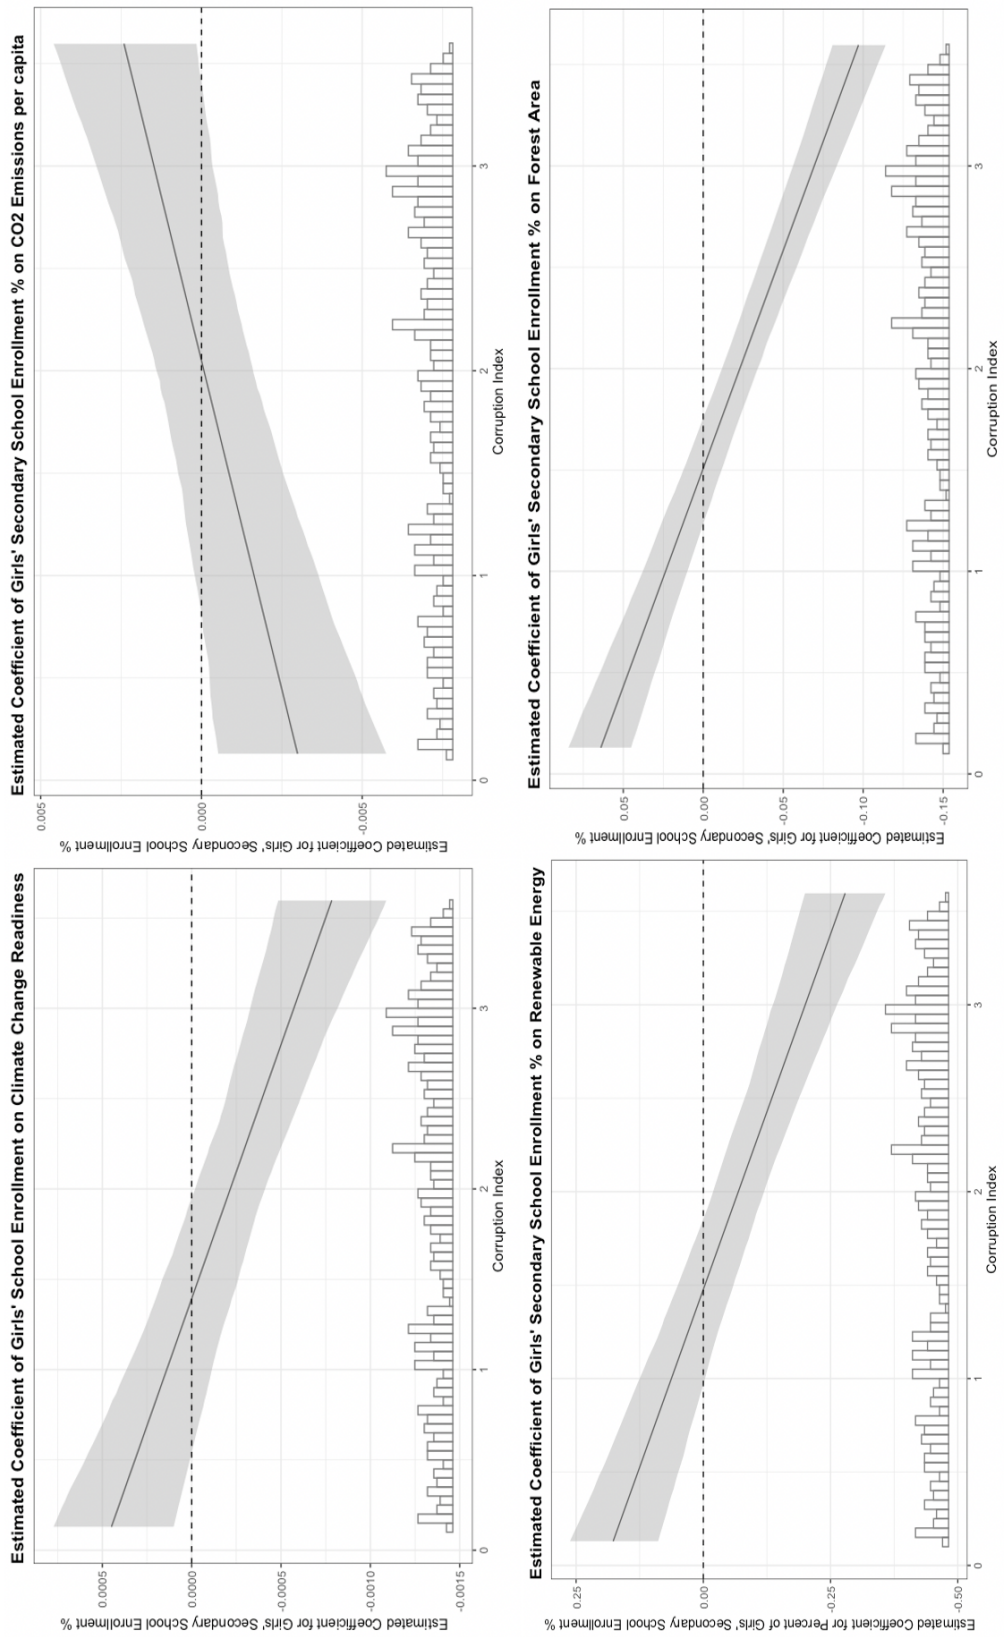 Estimated Coefficient of Girls' School Enrollment on Climate Change Readiness
Estimated Coefficient for Girls' Secondary School Enrollment %
0.0005
0.0000
-0.0005
-0.0010
-0.0015
0
1
2
3
Corruption Index
Estimated Coefficient of Girls' Secondary School Enrollment % on CO2 Emissions per capita
Estimated Coefficient for Girls' Secondary School Enrollment %
0.005
0.000
-0.005
0
1
2
3
Corruption Index
Estimated Coefficient of Girls' Secondary School Enrollment % on Renewable Energy
Estimated Coefficient for Percent of Girls' Secondary School Enrollment %
0.25
0.00
-0.25
-0.50
0
1
2
3
Corruption Index
Estimated Coefficient of Girls' Secondary School Enrollment % on Forest Area
Estimated Coefficient for Girls' Secondary School Enrollment %
0.05
0.00
-0.05
-0.10
-0.15
0
1
2
3
Corruption Index